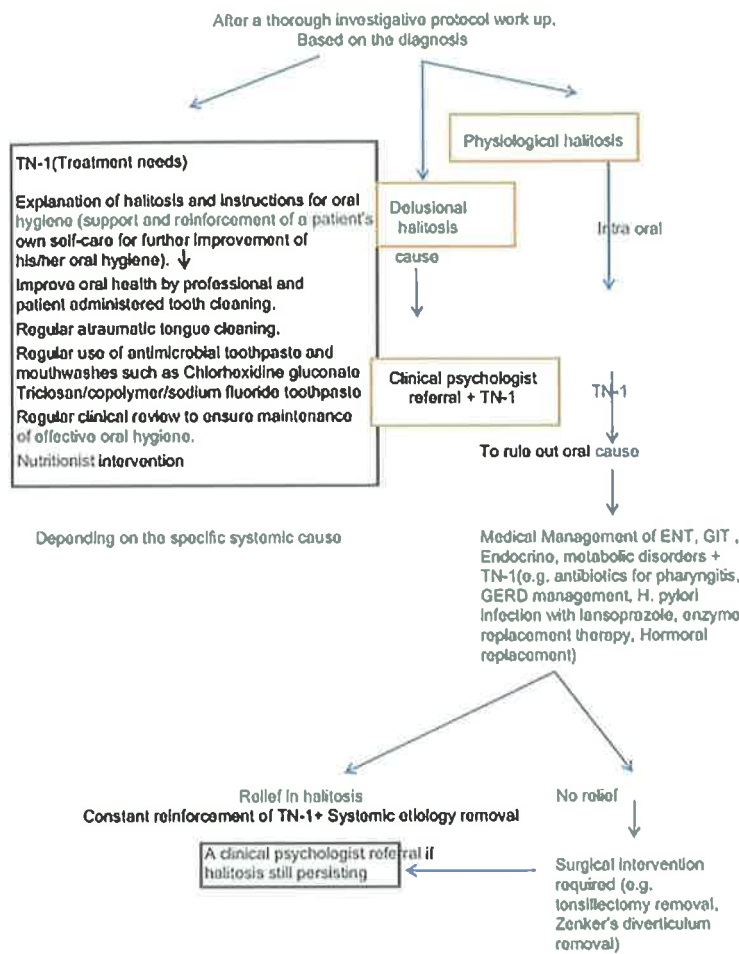 After a thorough investigative protocol work up,
Based on the diagnosis
TN-1(Treatment needs)
Explanation of halitosis and instructions for oral
hygiene (support and reinforcement of a patient's
own self-care for further improvement of
his/her oral hygiene).
Improve oral health by professional and
patient administered tooth cleaning.
Regular atraumatic tongue cleaning.
Regular use of antimicrobial toothpaste and
mouthwashes such as Chlorhexidine gluconate
Triclosan/copolymer/sodium fluoride toothpaste
Regular clinical review to ensure maintenance
of effective oral hygiene.
Nutritionist intervention
Delusional
halitosis
cause
Clinical psychologist
referral + TN-1
Physiological halitosis
Intra oral
TN-1
To rule out oral cause
Depending on the specific systemic cause
Medical Management of ENT, GIT ,
Endocrine, metabolic disorders +
TN-1(e.g. antibiotics for pharyngitis,
GERD management, H. pylori
infection with lansoprazole, enzyme
replacement therapy, Hormoral
replacement)
Relief in halitosis
Constant reinforcement of TN-1+ Systemic etiology removal
A clinical psychologist referral if
halitosis still persisting
No relief
Surgical intervention
required (e.g.
tonsillectomy removal,
Zenker's diverticulum
removal)